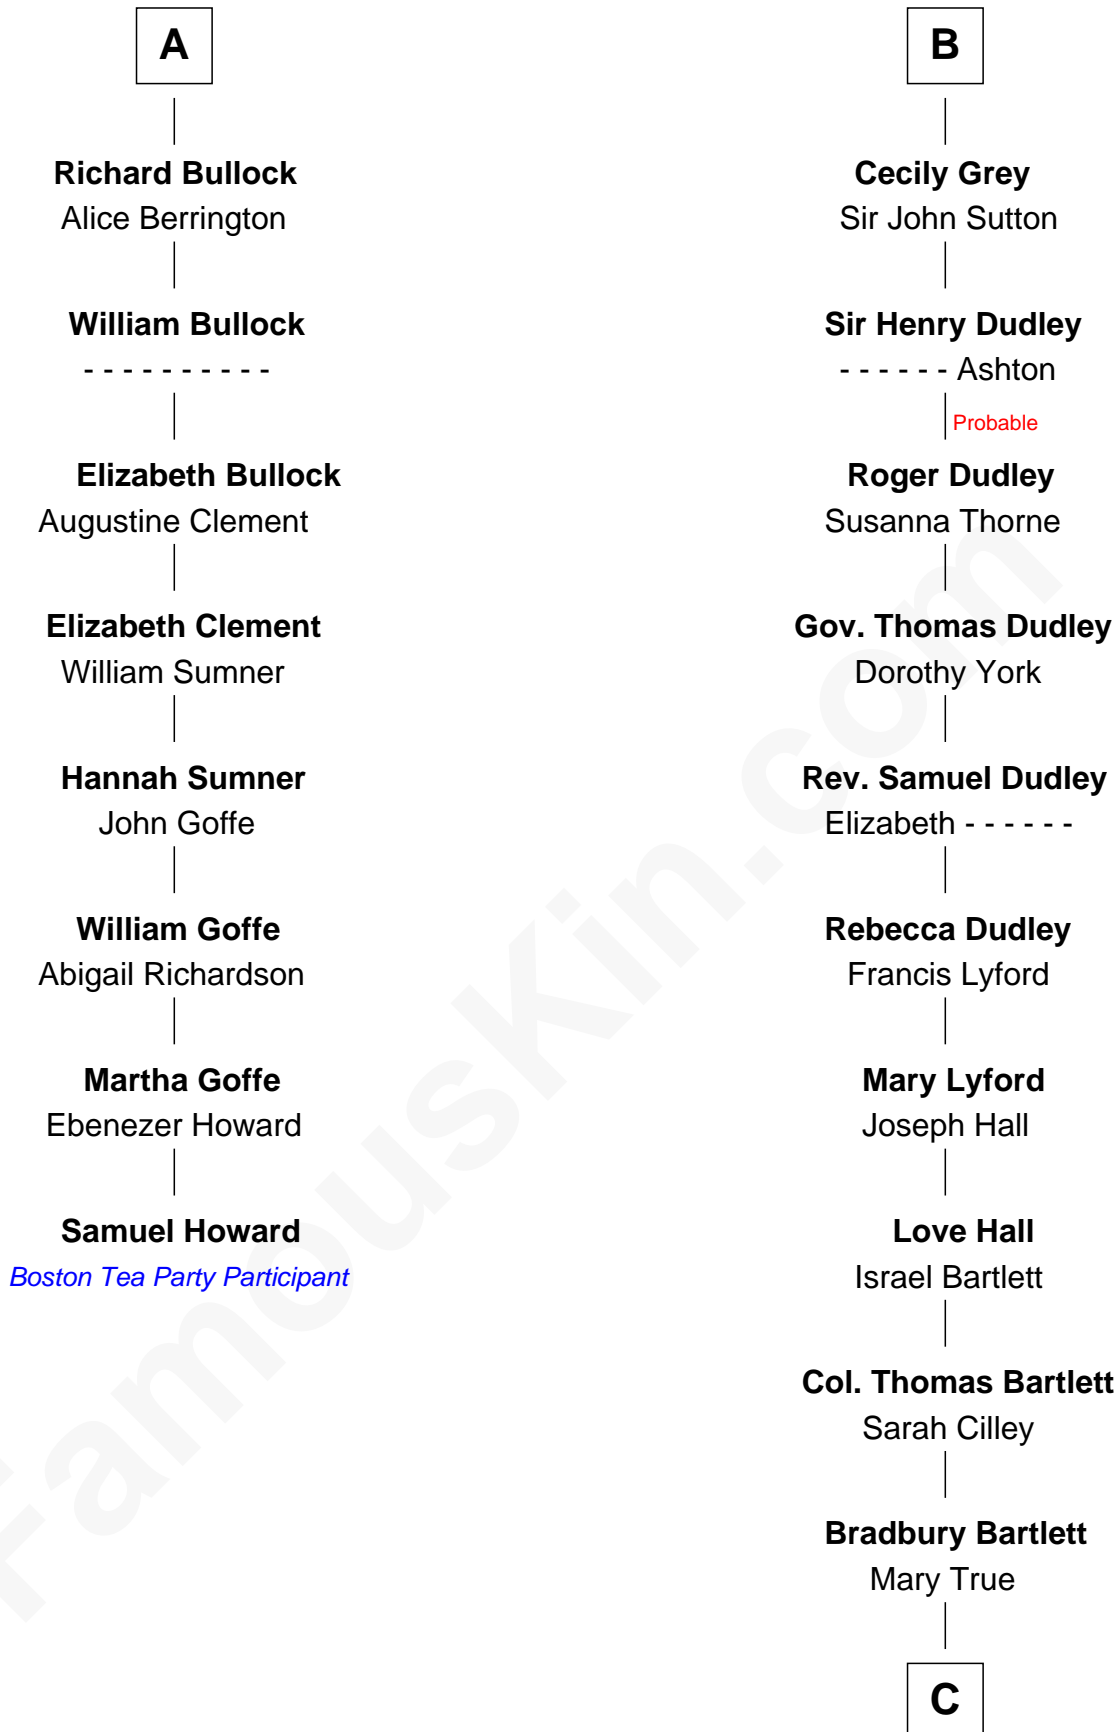 A
Richard Bullock
Alice Berrington
William Bullock
- - - - - - - - - -
Elizabeth Bullock
Augustine Clement
Elizabeth Clement
William Sumner
Hannah Sumner
John Goffe
William Goffe
Abigail Richardson
Martha Goffe
Ebenezer Howard
Samuel Howard
Boston Tea Party Participant
B
Cecily Grey
Sir John Sutton
Sir Henry Dudley
- - - - - - Ashton
Probable
Roger Dudley
Susanna Thorne
Gov. Thomas Dudley
Dorothy York
Rev. Samuel Dudley
Elizabeth - - - - - -
Rebecca Dudley
Francis Lyford
Mary Lyford
Joseph Hall
Love Hall
Israel Bartlett
Col. Thomas Bartlett
Sarah Cilley
Bradbury Bartlett
Mary True
C
FamousKin.com